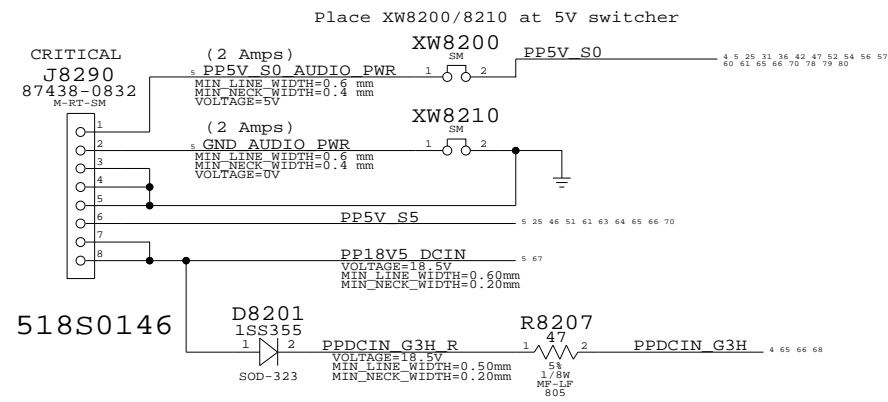 Place XW8200/8210 at 5V switcher
CRITICAL
J8290
87438-0832
M-RT-SM
1
2
3
4
5
6
7
8
518S0146
(2 Amps)
5 PP5V_S0_AUDIO_PWR
MIN_LINE_WIDTH=0.6 mm
MIN_NECK_WIDTH=0.4 mm
VOLTAGE=5V
XW8200
SM
1 2
PP5V_S0
4 5 25 31 36 42 47 52 54 56 57
60 61 65 66 70 78 79 80
(2 Amps)
5 GND_AUDIO_PWR
MIN_LINE_WIDTH=0.6 mm
MIN_NECK_WIDTH=0.4 mm
VOLTAGE=0V
XW8210
SM
1 2
PP5V_S5
5 25 46 51 61 63 64 65 66 70
PP18V5_DCIN
5 67
VOLTAGE=18.5V
MIN_LINE_WIDTH=0.60mm
MIN_NECK_WIDTH=0.20mm
D8201
1SS355
1 2
SOD-323
PPDCIN_G3H_R
VOLTAGE=18.5V
MIN_LINE_WIDTH=0.50mm
MIN_NECK_WIDTH=0.20mm
R8207
47
1 2
5%
1/8W
MF-LF
805
PPDCIN_G3H
4 65 66 68